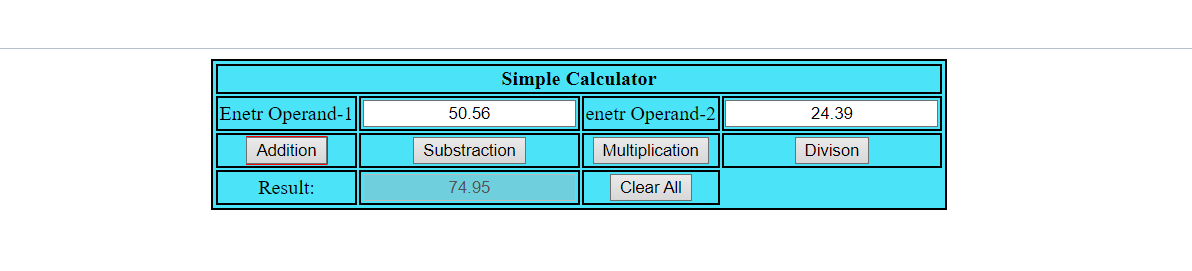 Simple Calculator
Enetr Operand-1 50.56 enetr Operand-2 24.39
Addition Substraction Multiplication Divison
Result: 74.95 Clear All